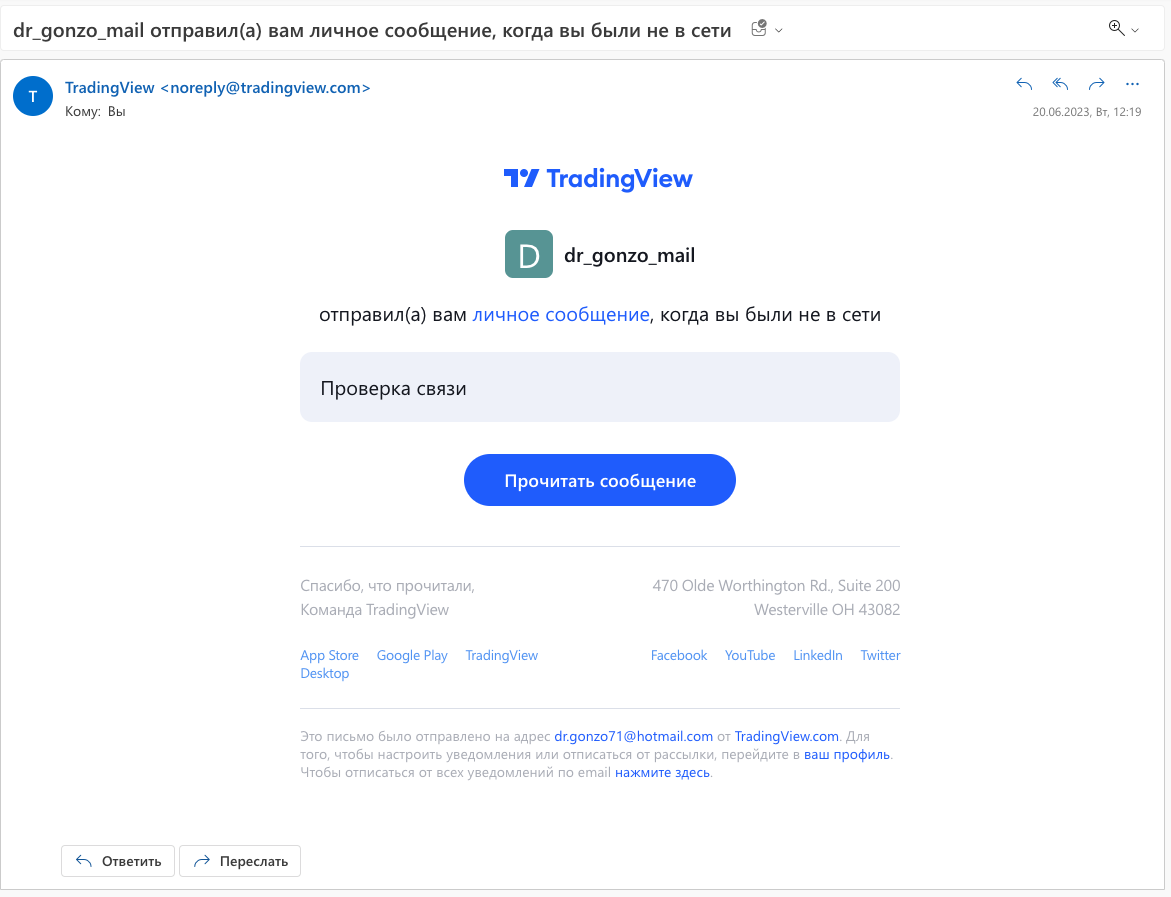 dr_gonzo_mail отправил(а) вам личное сообщение, когда вы были не в сети
T
TradingView <noreply@tradingview.com>
Кому: Вы
20.06.2023, Вт, 12:19
TradingView
D
dr_gonzo_mail
отправил(а) вам личное сообщение, когда вы были не в сети
Проверка связи
Прочитать сообщение
Спасибо, что прочитали,
Команда TradingView
470 Olde Worthington Rd., Suite 200
Westerville OH 43082
App Store Google Play TradingView
Desktop
Facebook YouTube LinkedIn Twitter
Это письмо было отправлено на адрес dr.gonzo71@hotmail.com от TradingView.com. Для
того, чтобы настроить уведомления или отписаться от рассылки, перейдите в ваш профиль.
Чтобы отписаться от всех уведомлений по email нажмите здесь.
Ответить
Переслать